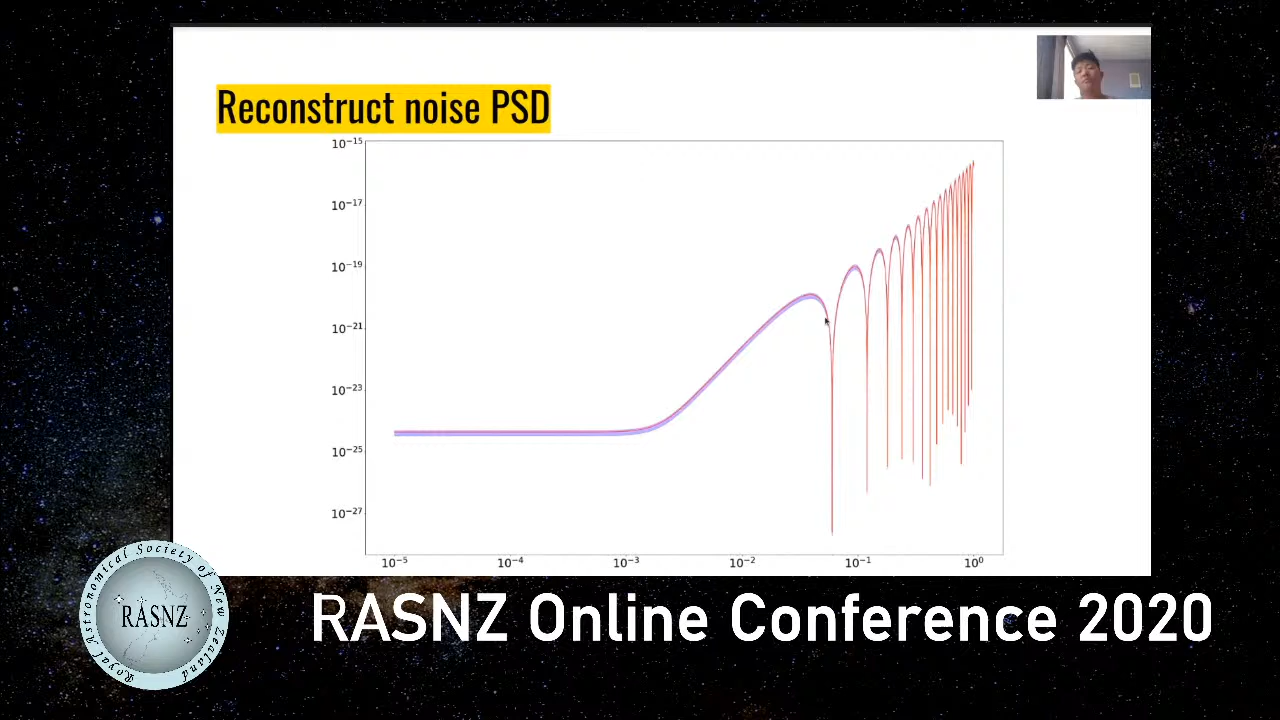 Reconstruct noise PSD
10⁻¹⁵
10⁻¹⁷
10⁻¹⁹
10⁻²¹
10⁻²³
10⁻²⁵
10⁻²⁷
10⁻⁵ 10⁻⁴ 10⁻³ 10⁻² 10⁻¹ 10⁰
Royal Astronomical Society of New Zealand
RASNZ
RASNZ Online Conference 2020